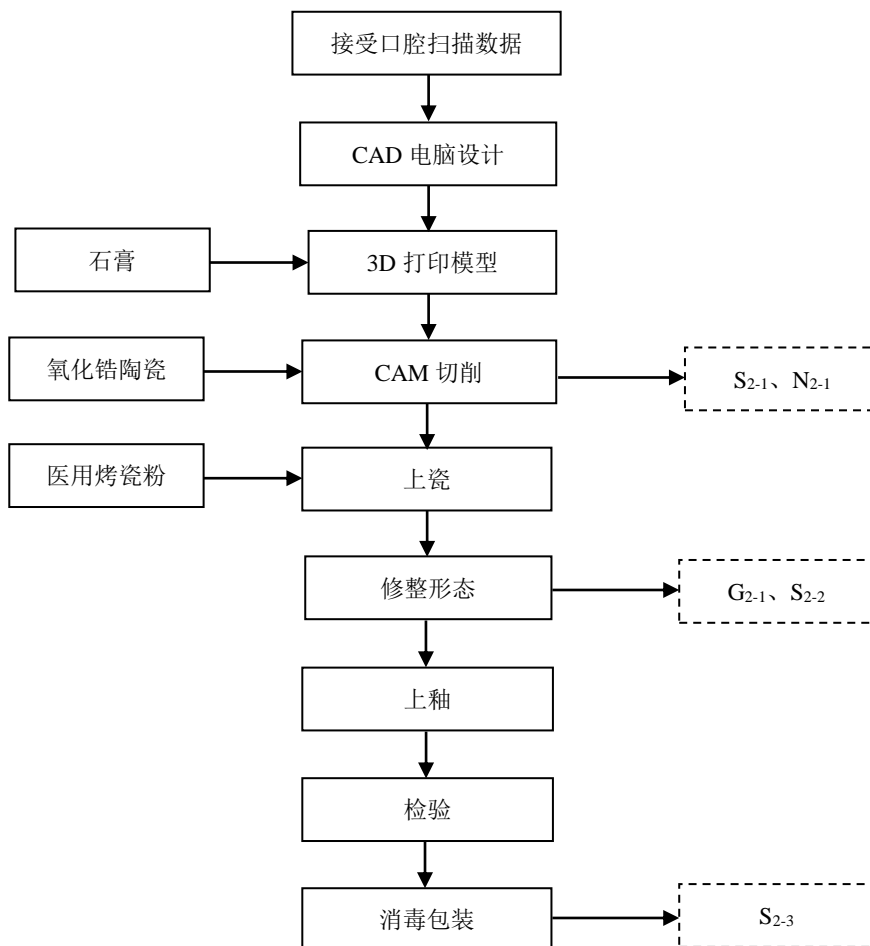 接受口腔扫描数据
CAD 电脑设计
石膏
3D 打印模型
氧化锆陶瓷
CAM 切削
S2-1、N2-1
医用烤瓷粉
上瓷
修整形态
G2-1、S2-2
上釉
检验
消毒包装
S2-3